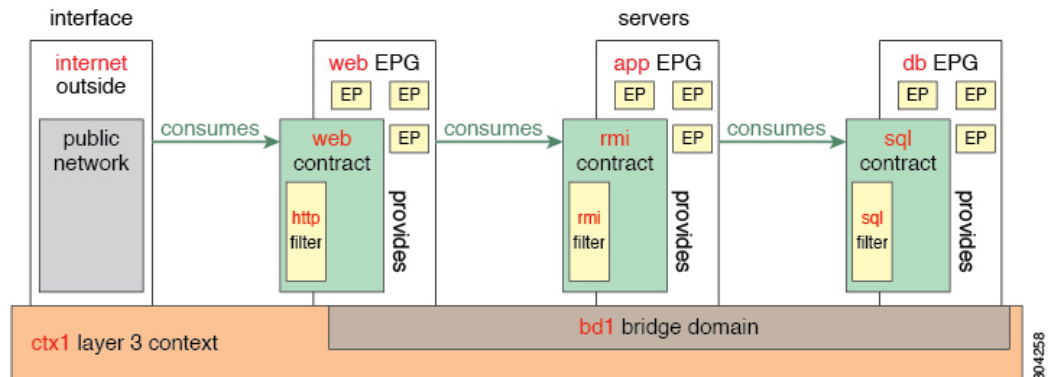 interface
servers
internet
outside
public
network
consumes
web EPG
EP EP
EP
web
contract
http
filter
provides
consumes
app EPG
EP EP
EP
rmi
contract
rmi
filter
provides
consumes
db EPG
EP EP
EP
sql
contract
sql
filter
provides
bd1 bridge domain
ctx1 layer 3 context
304258